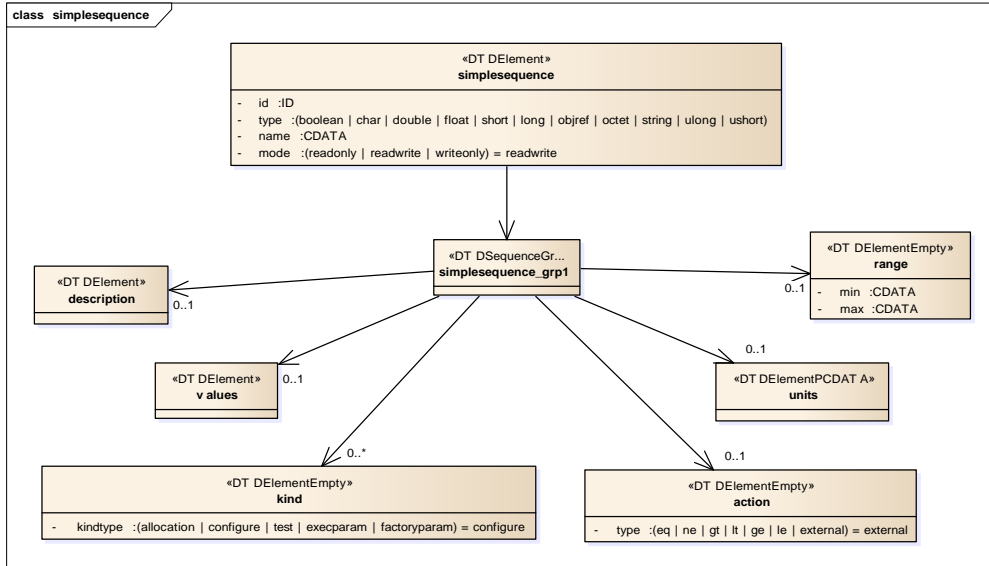 class simplesequence
«DT DElement»
simplesequence
- id :ID
- type :(boolean | char | double | float | short | long | objref | octet | string | ulong | ushort)
- name :CDATA
- mode :(readonly | readwrite | writeonly) = readwrite
«DT DSequenceGr...
simplesequence_grp1
«DT DElementEmpty»
range
- min :CDATA
- max :CDATA
0..1
«DT DElement»
description
0..1
«DT DElement»
v alues
0..1
«DT DElementPCDAT A»
units
0..1
«DT DElementEmpty»
kind
- kindtype :(allocation | configure | test | execparam | factoryparam) = configure
0..*
«DT DElementEmpty»
action
- type :(eq | ne | gt | lt | ge | le | external) = external
0..1